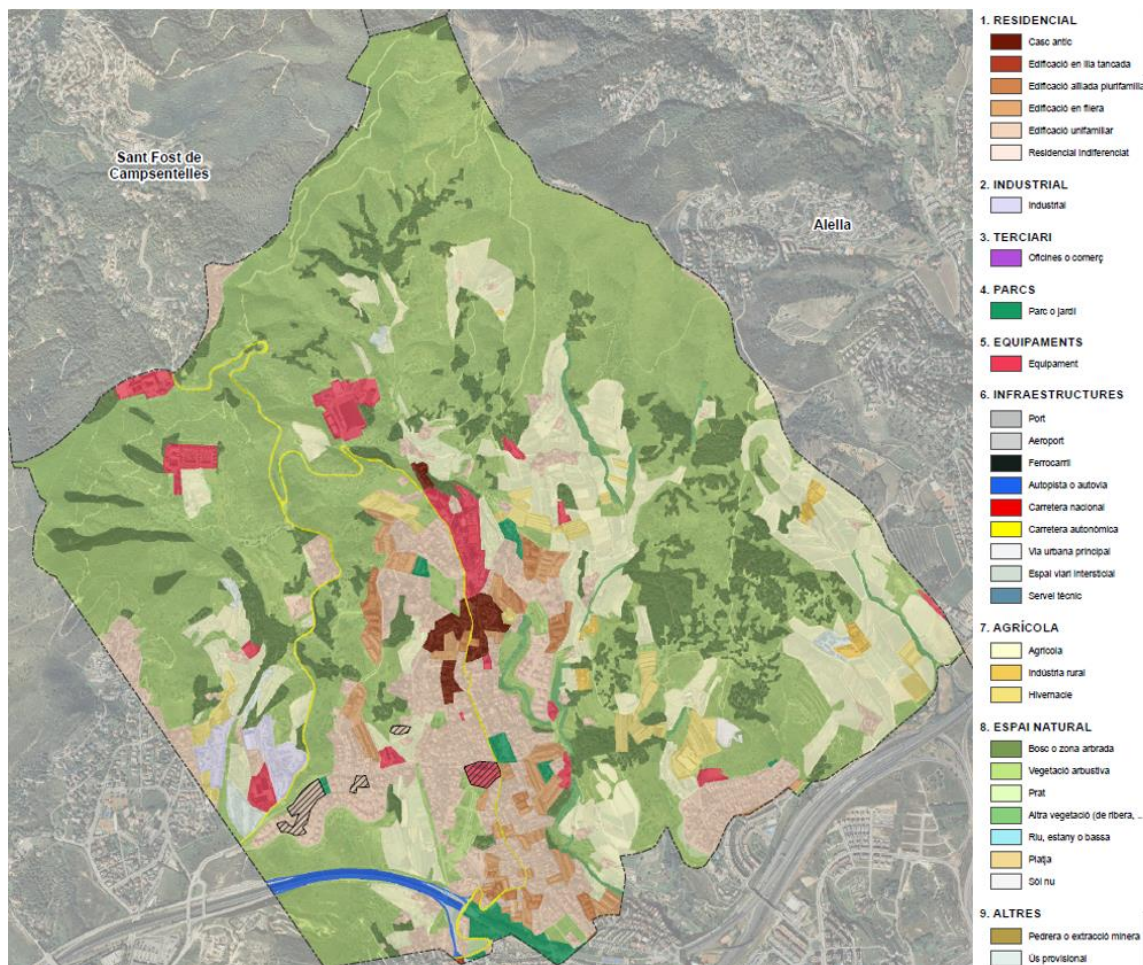 Sant Fost de
Campsentelles
Alella
1. RESIDENCIAL
Casc antic
Edificació en illa tancada
Edificació aïllada plurifamilia
Edificació en filera
Edificació unifamiliar
Residencial indiferenciat
2. INDUSTRIAL
Industrial
3. TERCIARI
Oficines o comerç
4. PARCS
Parc o jardí
5. EQUIPAMENTS
Equipament
6. INFRAESTRUCTURES
Port
Aeroport
Ferrocarril
Autopista o autovia
Carretera nacional
Carretera autonòmica
Via urbana principal
Espai viari intersticial
Servei tècnic
7. AGRÍCOLA
Agrícola
Indústria rural
Hivernacle
8. ESPAI NATURAL
Bosc o zona arbrada
Vegetació arbustiva
Prat
Altra vegetació (de ribera, ...
Riu, estany o bassa
Platja
Sòl nu
9. ALTRES
Pedrera o extracció minera
Ús provisional